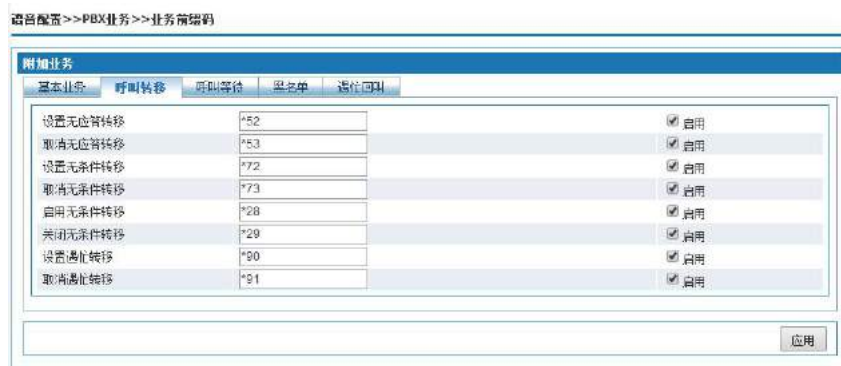 语音配置>>PBX业务>>业务前缀码
附加业务
基本业务 呼叫转移 呼叫等待 黑名单 遇忙回叫
设置无应答转移 *52 启用
取消无应答转移 *53 启用
设置无条件转移 *72 启用
取消无条件转移 *73 启用
启用无条件转移 *28 启用
关闭无条件转移 *29 启用
设置遇忙转移 *90 启用
取消遇忙转移 *91 启用
应用